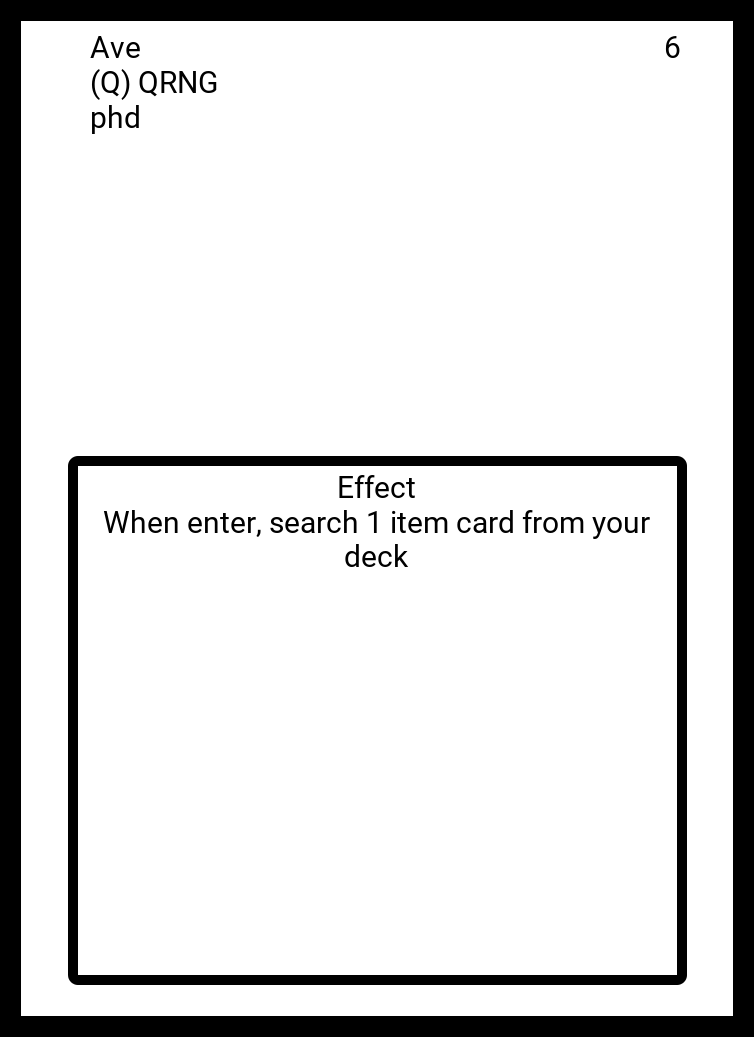 Ave 6
(Q) QRNG
phd
Effect
When enter, search 1 item card from your
deck